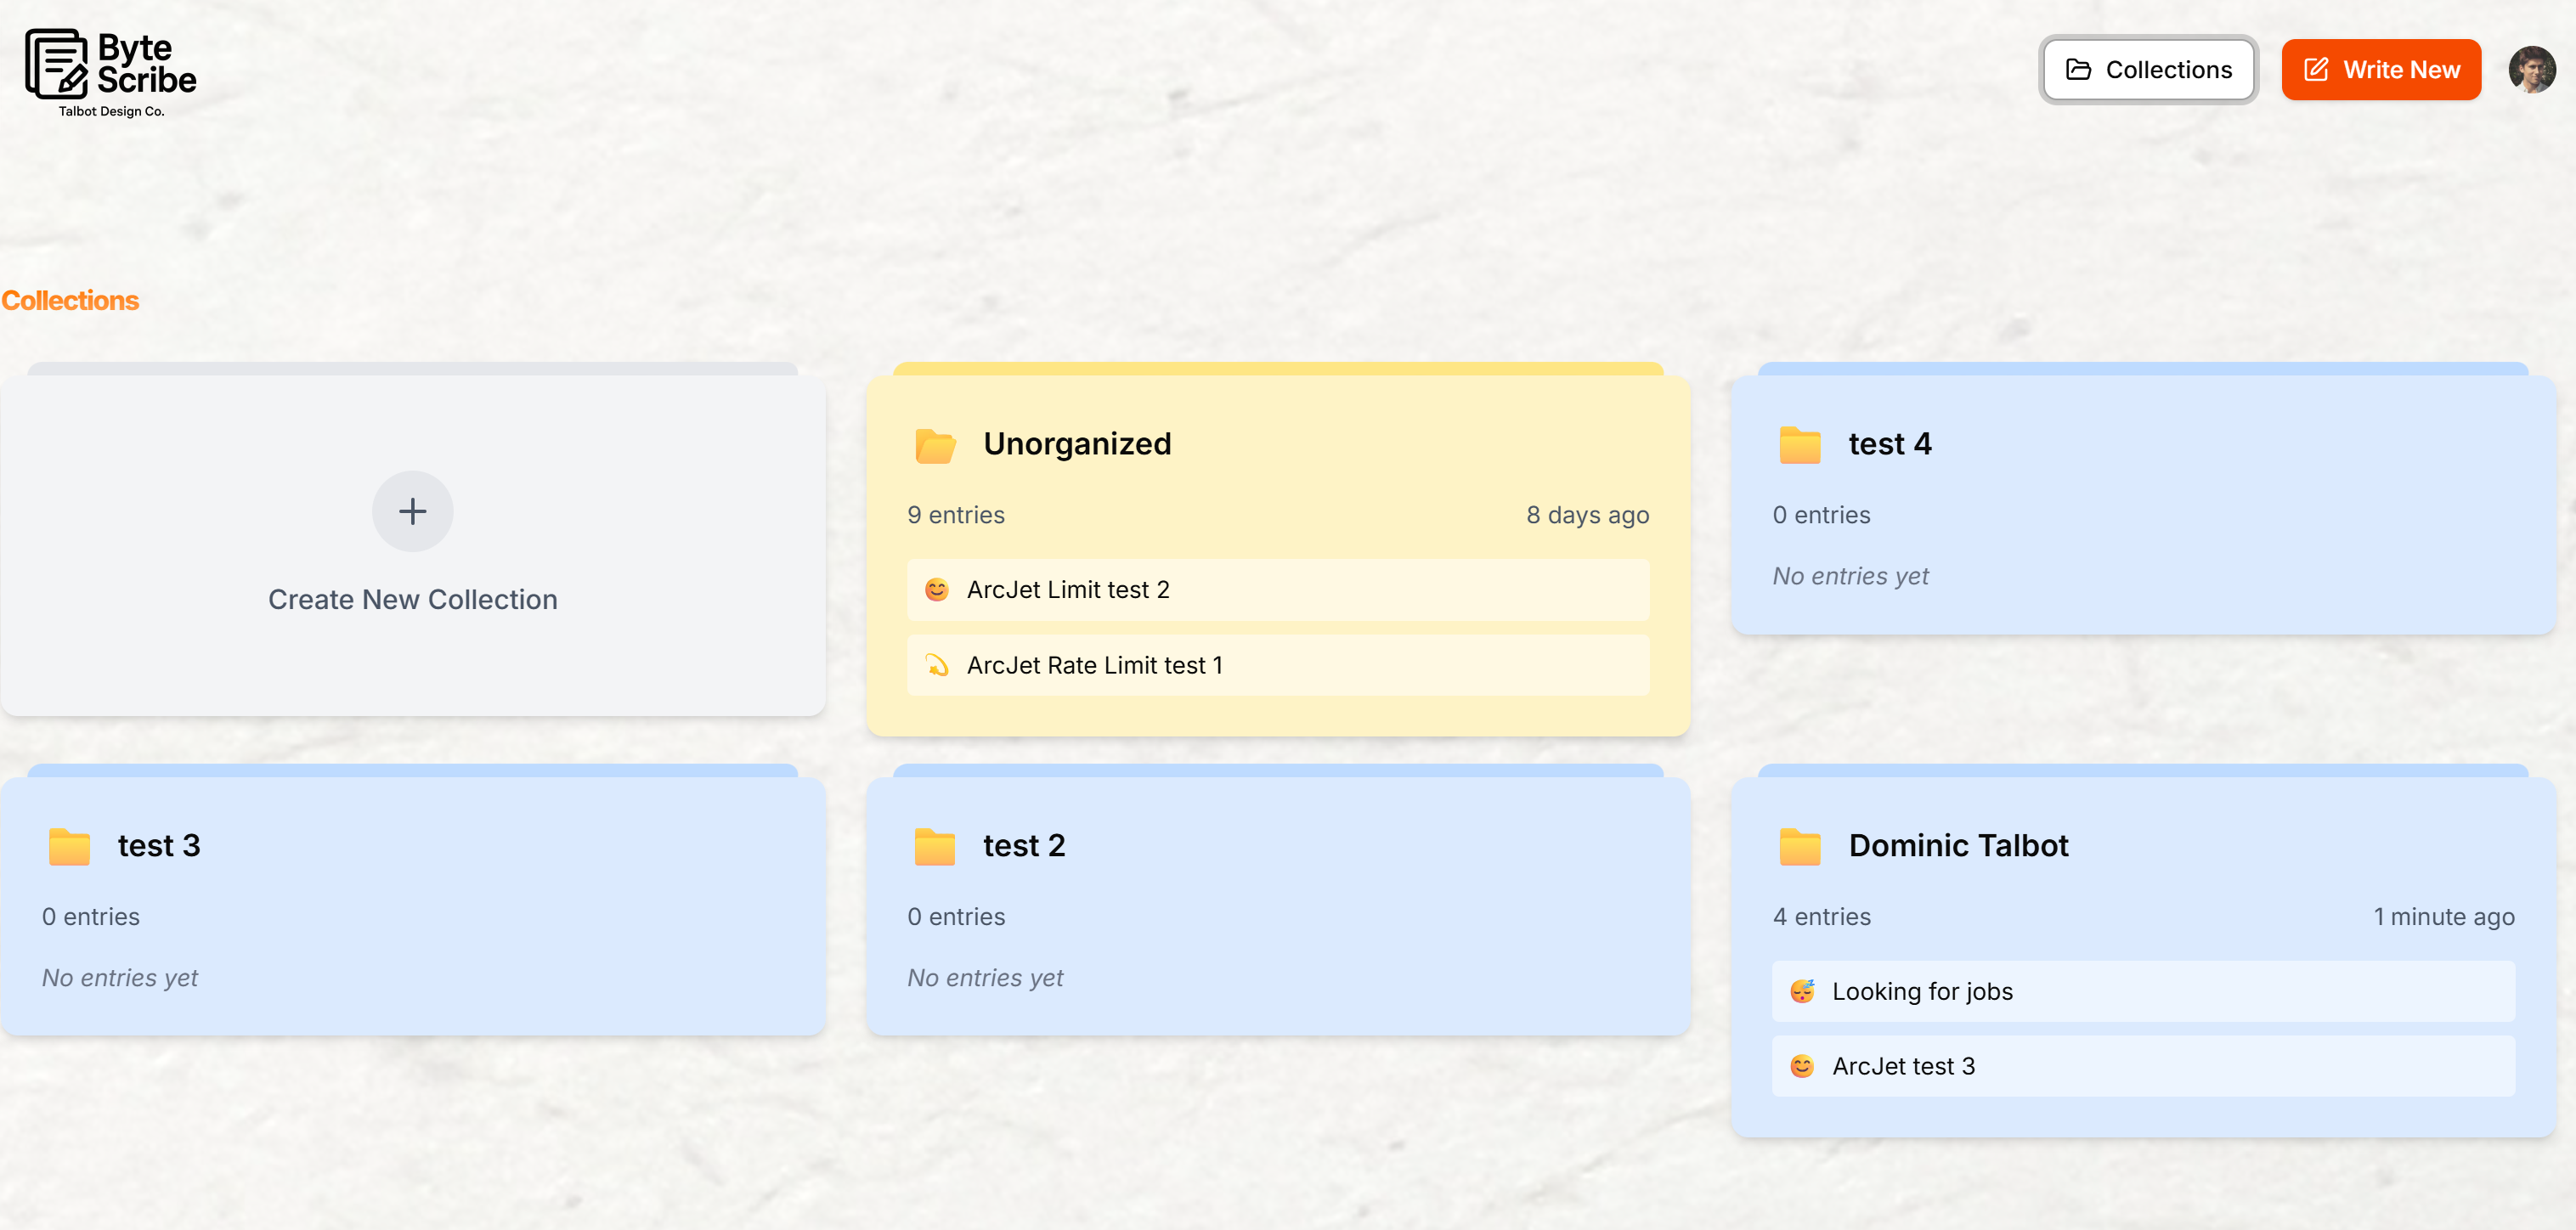 Byte
Scribe
Talbot Design Co.
Collections
Write New
Collections
Create New Collection
Unorganized
9 entries
8 days ago
ArcJet Limit test 2
ArcJet Rate Limit test 1
test 4
0 entries
No entries yet
test 3
0 entries
No entries yet
test 2
0 entries
No entries yet
Dominic Talbot
4 entries
1 minute ago
Looking for jobs
ArcJet test 3